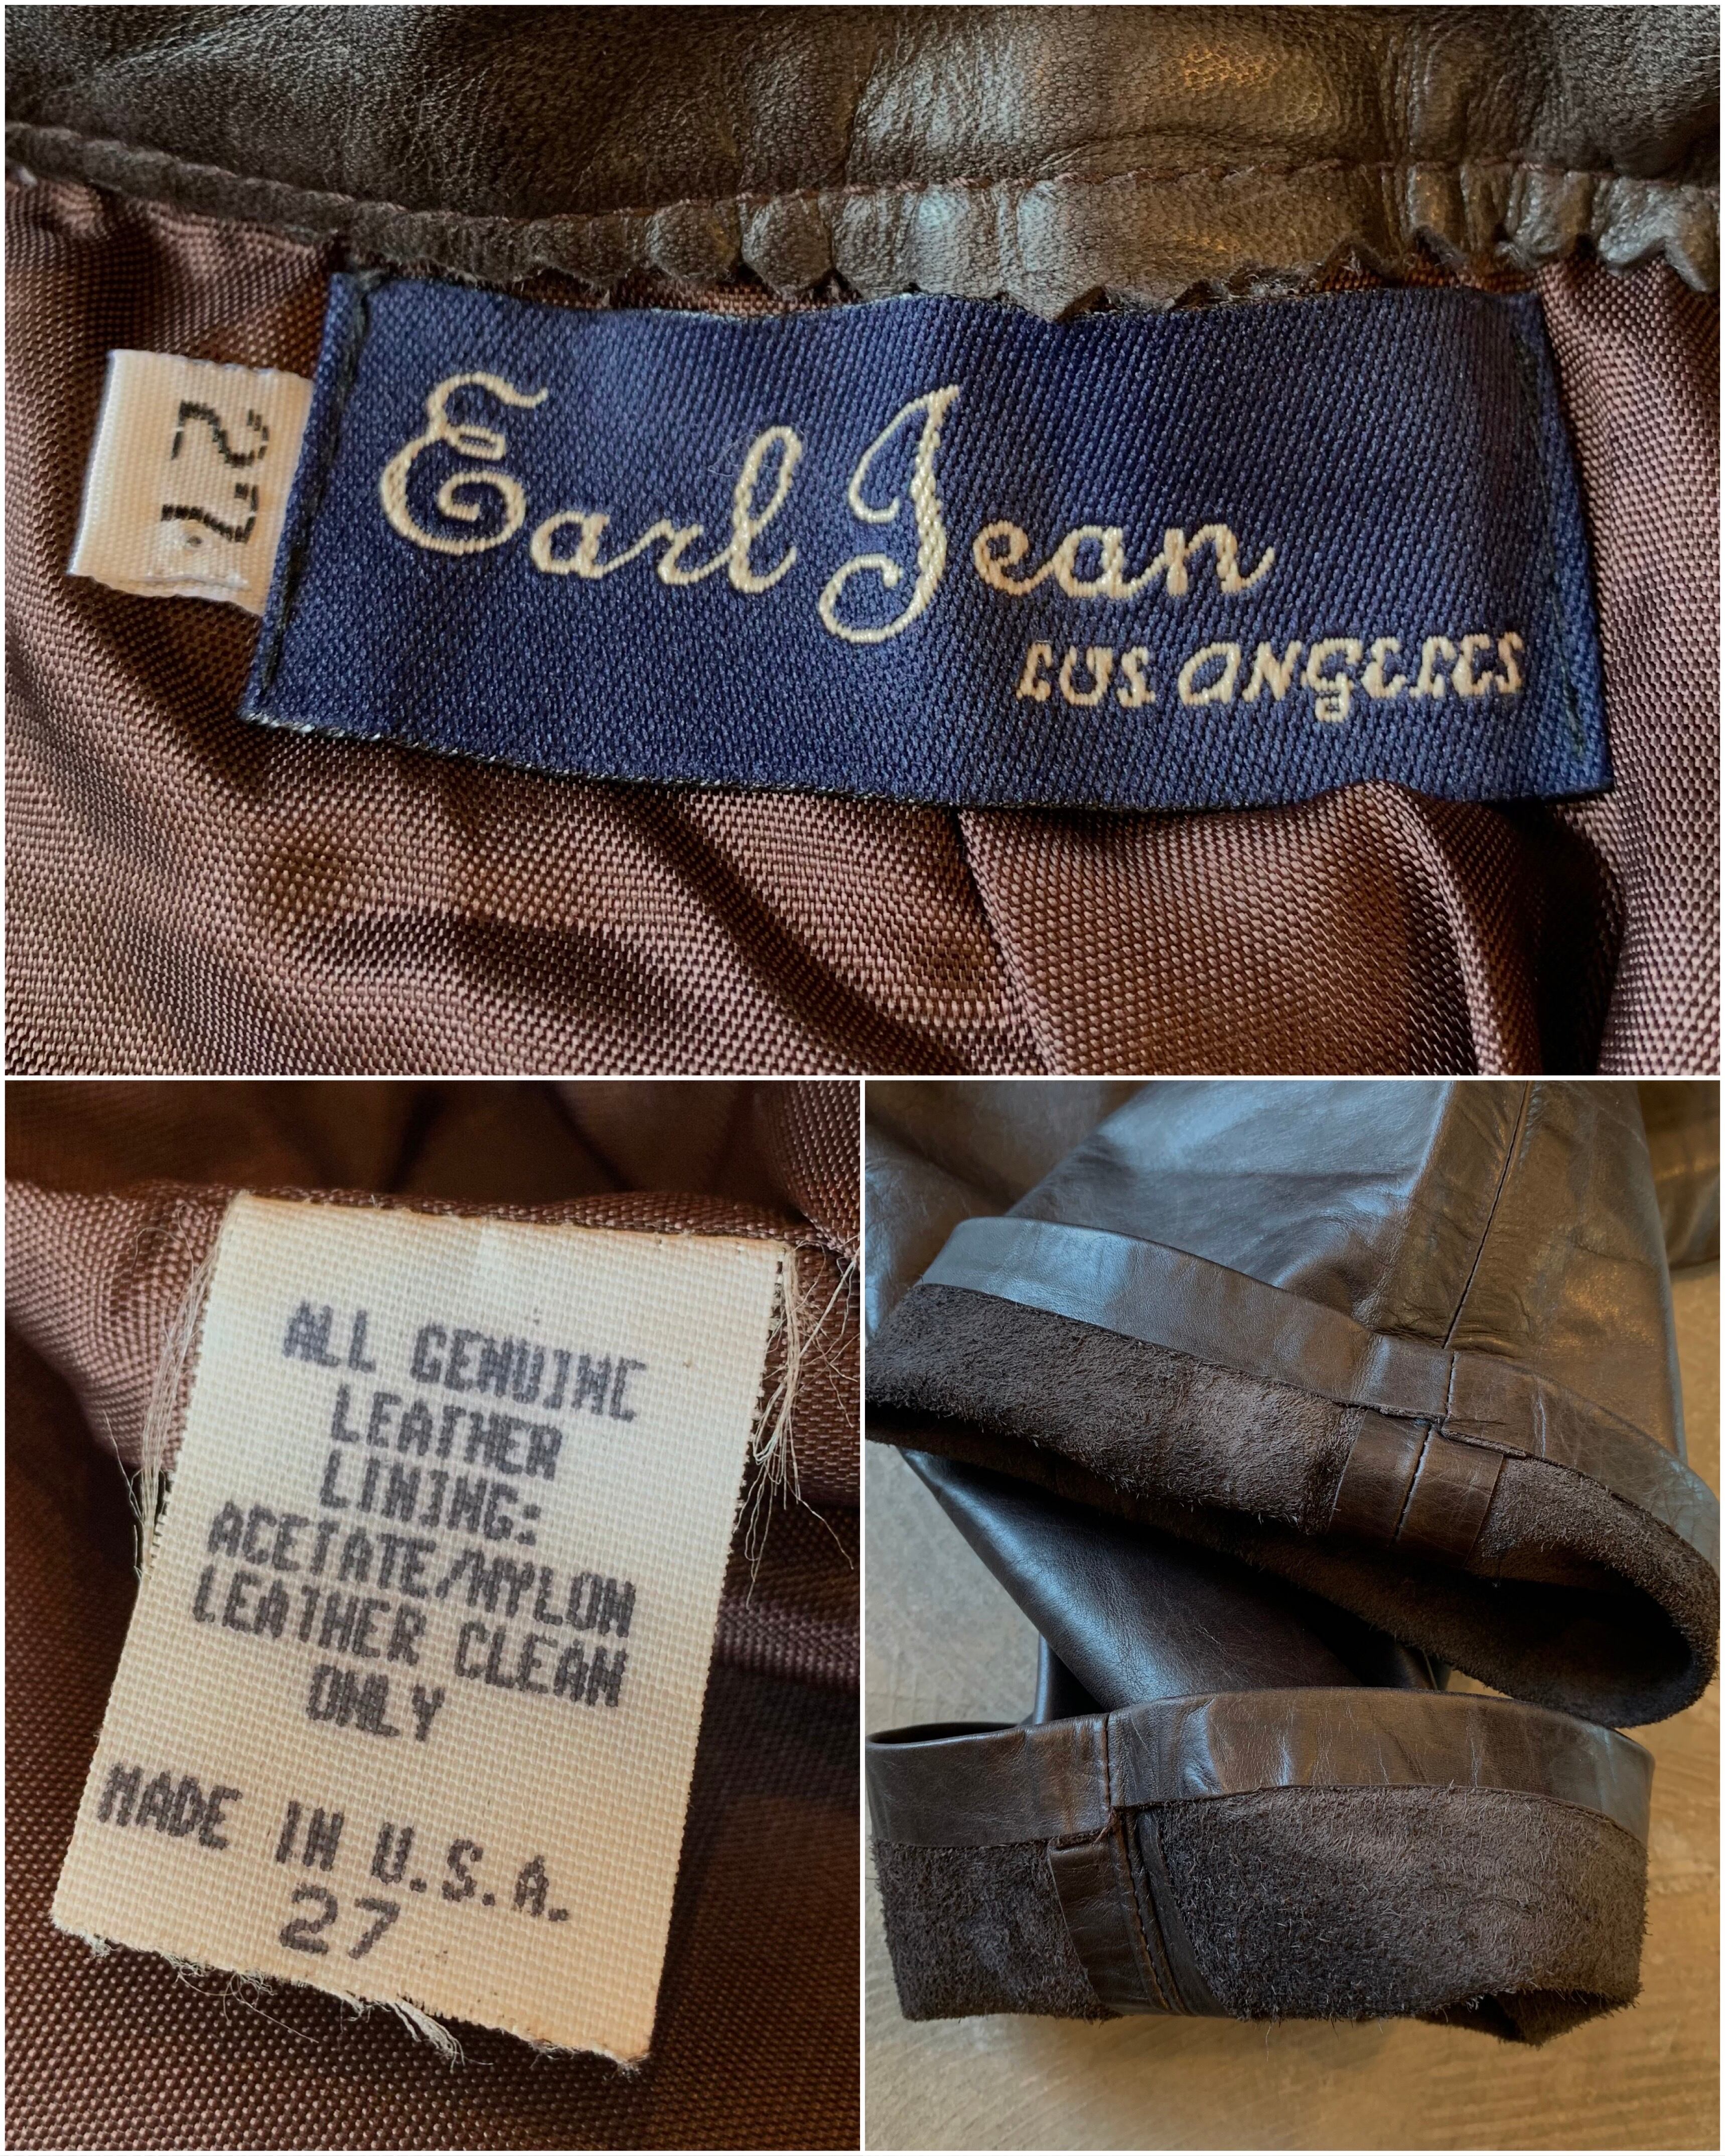 27
Earl Jean
LOS ANGELES
ALL GENUINE
LEATHER
LINING:
ACETATE/NYLON
LEATHER CLEAN
ONLY
MADE IN U.S.A.
27